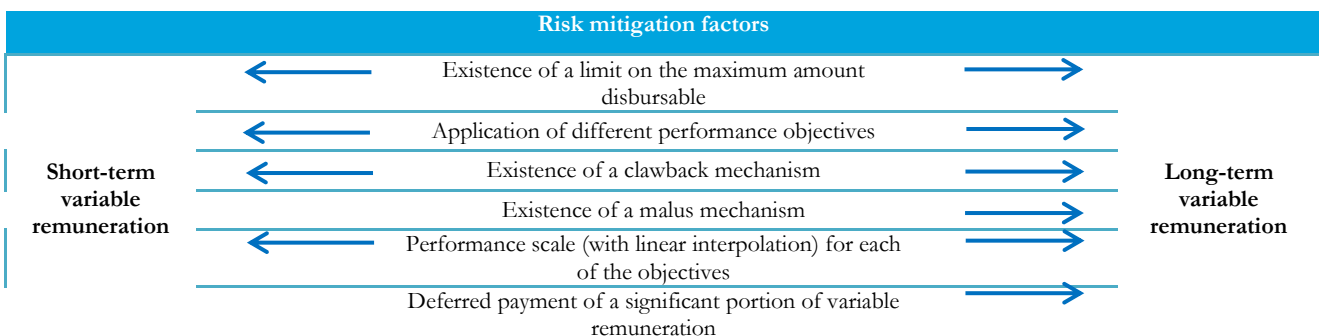 Risk mitigation factors
Existence of a limit on the maximum amount
disbursable
Application of different performance objectives
Short-term
variable
remuneration
Existence of a clawback mechanism
Long-term
variable
remuneration
Existence of a malus mechanism
Performance scale (with linear interpolation) for each
of the objectives
Deferred payment of a significant portion of variable
remuneration